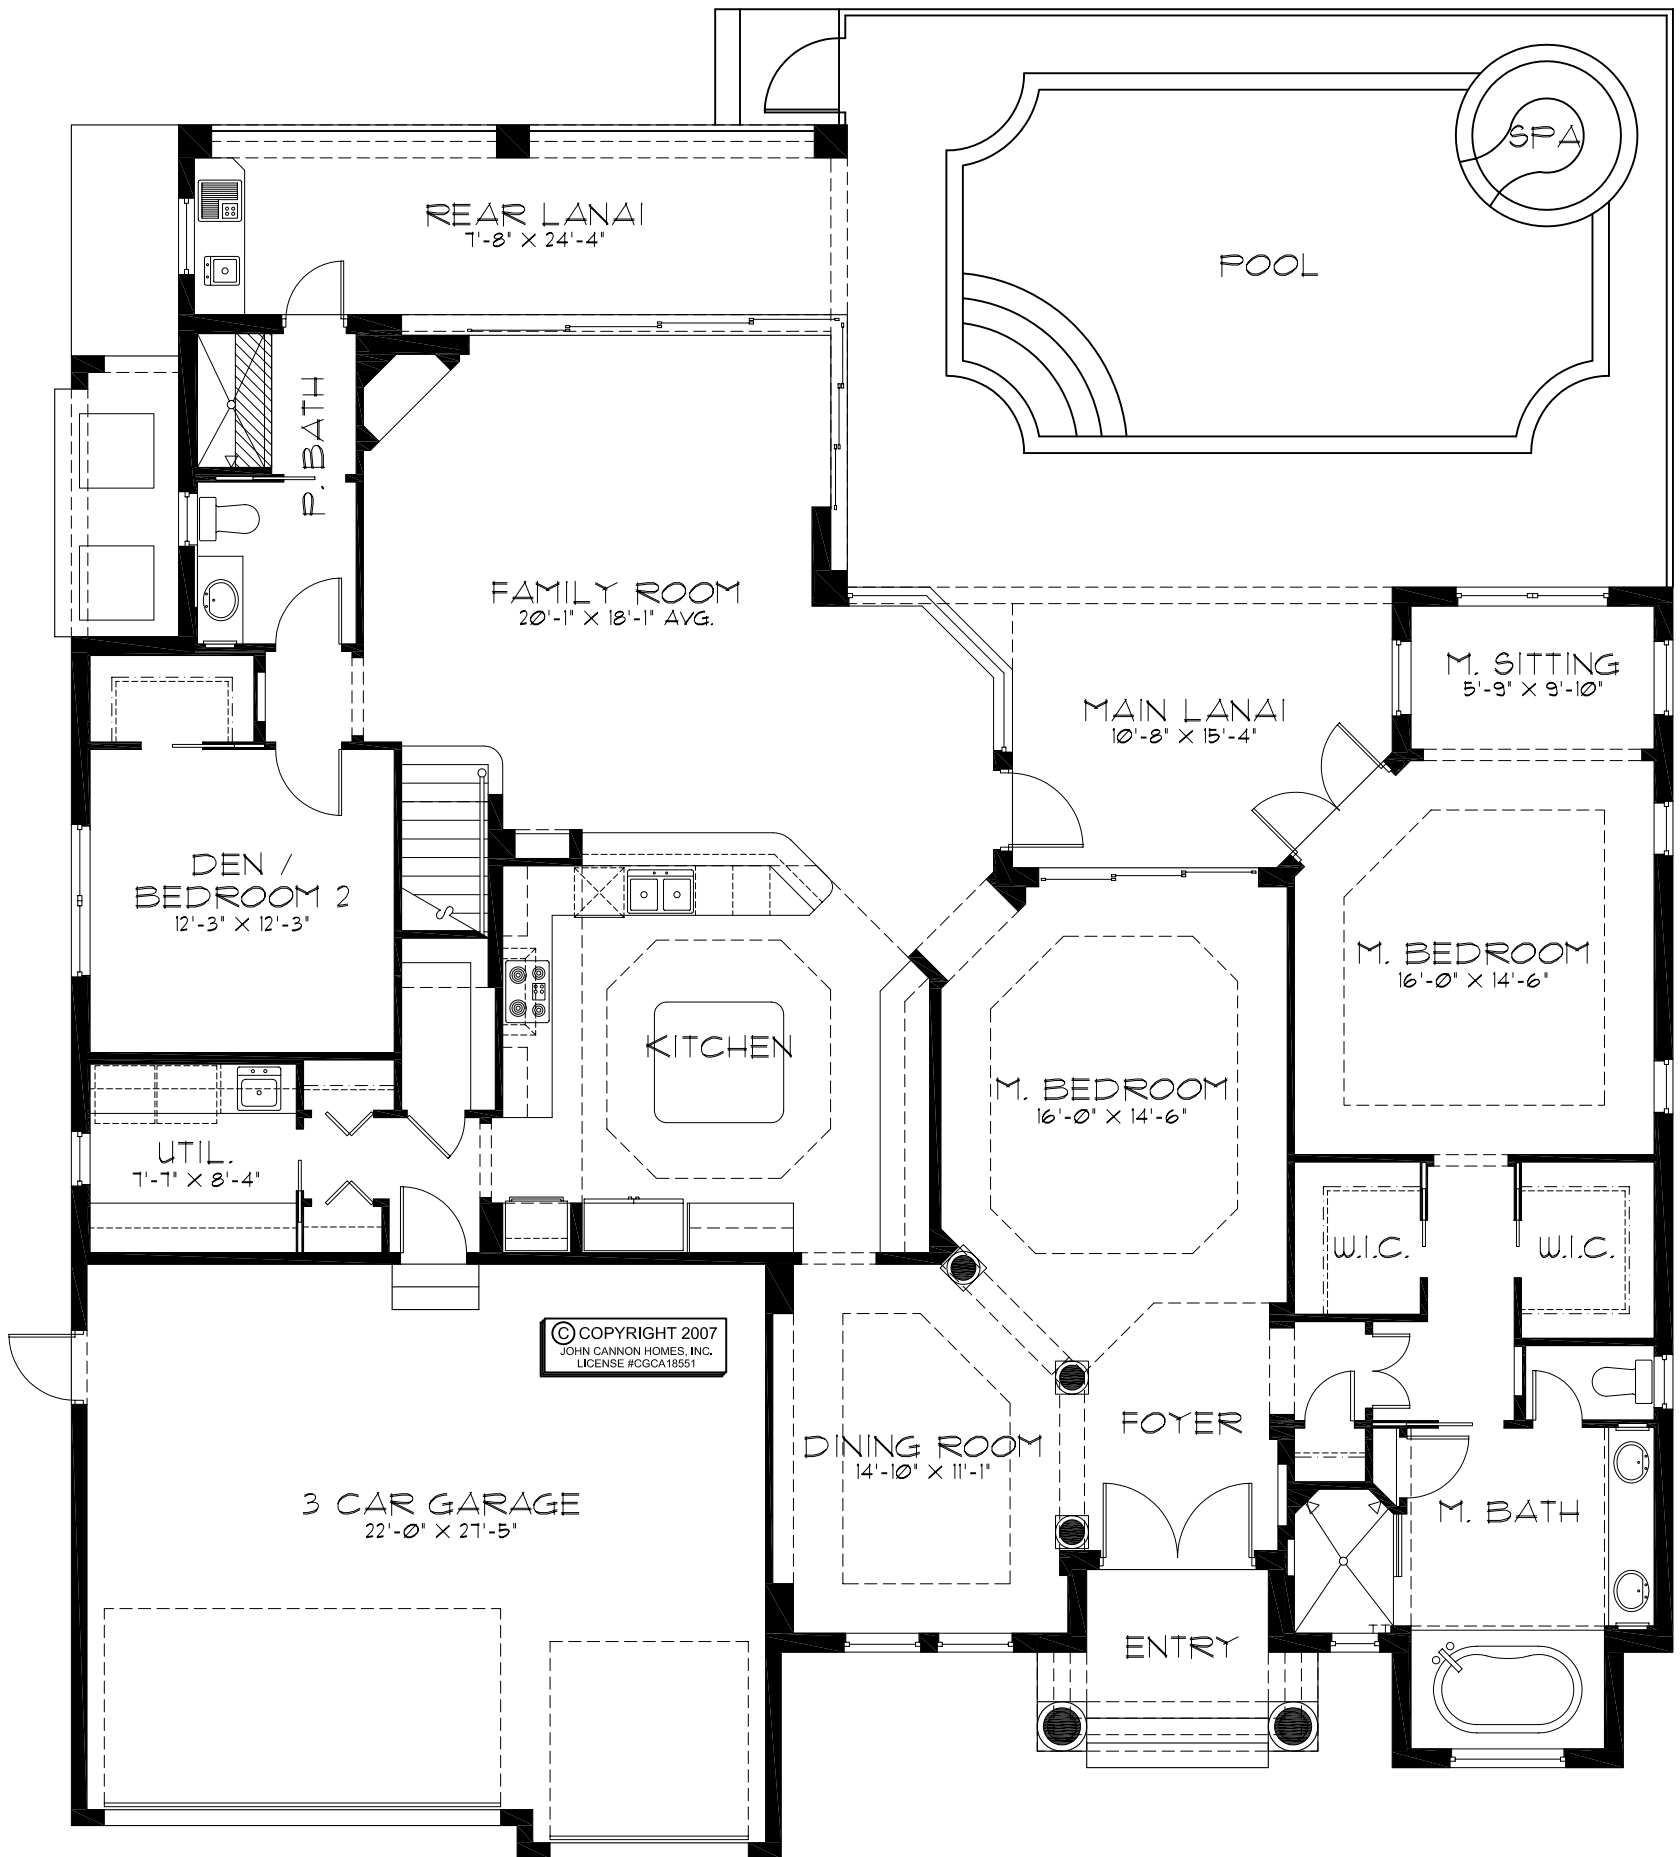 SPA
REAR LANAI
7'-8" X 24'-4"
POOL
P. BATH
FAMILY ROOM
20'-1" X 18'-1" AVG.
M. SITTING
5'-9" X 9'-10"
MAIN LANAI
10'-8" X 15'-4"
DEN /
BEDROOM 2
12'-3" X 12'-3"
M. BEDROOM
16'-0" X 14'-6"
KITCHEN
M. BEDROOM
16'-0" X 14'-6"
UTIL.
7'-7" X 8'-4"
W.I.C.
W.I.C.
© COPYRIGHT 2007
JOHN CANNON HOMES, INC.
LICENSE #CGCA18551
FOYER
DINING ROOM
14'-10" X 11'-1"
3 CAR GARAGE
22'-0" X 27'-5"
M. BATH
ENTRY